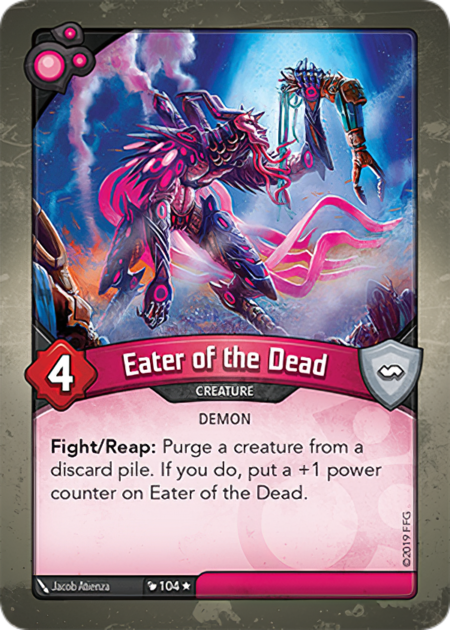 4
Eater of the Dead
CREATURE
DEMON
Fight/Reap: Purge a creature from a
discard pile. If you do, put a +1 power
counter on Eater of the Dead.
©2019 FFG
Jacob Atienza
104